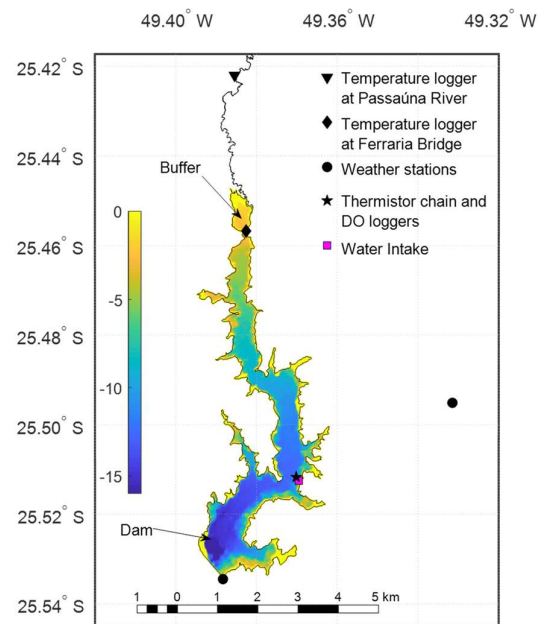 49.40° W 49.36° W 49.32° W
25.42° S
25.44° S
25.46° S
25.48° S
25.50° S
25.52° S
25.54° S
Temperature logger
at Passaúna River
Temperature logger
at Ferraria Bridge
Weather stations
Thermistor chain and
DO loggers
Water Intake
Buffer
0
-5
-10
-15
Dam
1 0 1 2 3 4 5 km